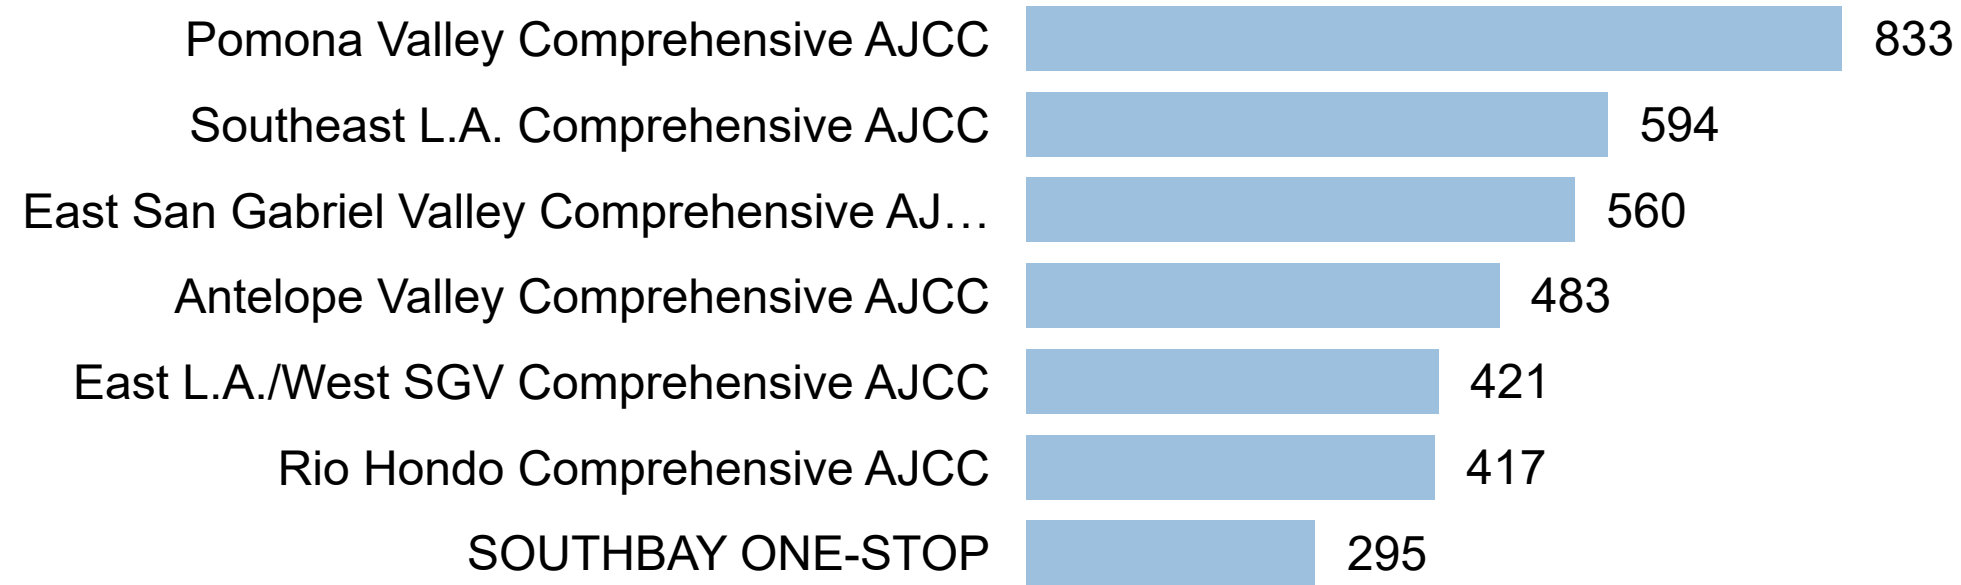 Pomona Valley Comprehensive AJCC 833
Southeast L.A. Comprehensive AJCC 594
East San Gabriel Valley Comprehensive AJ… 560
Antelope Valley Comprehensive AJCC 483
East L.A./West SGV Comprehensive AJCC 421
Rio Hondo Comprehensive AJCC 417
SOUTHBAY ONE-STOP 295